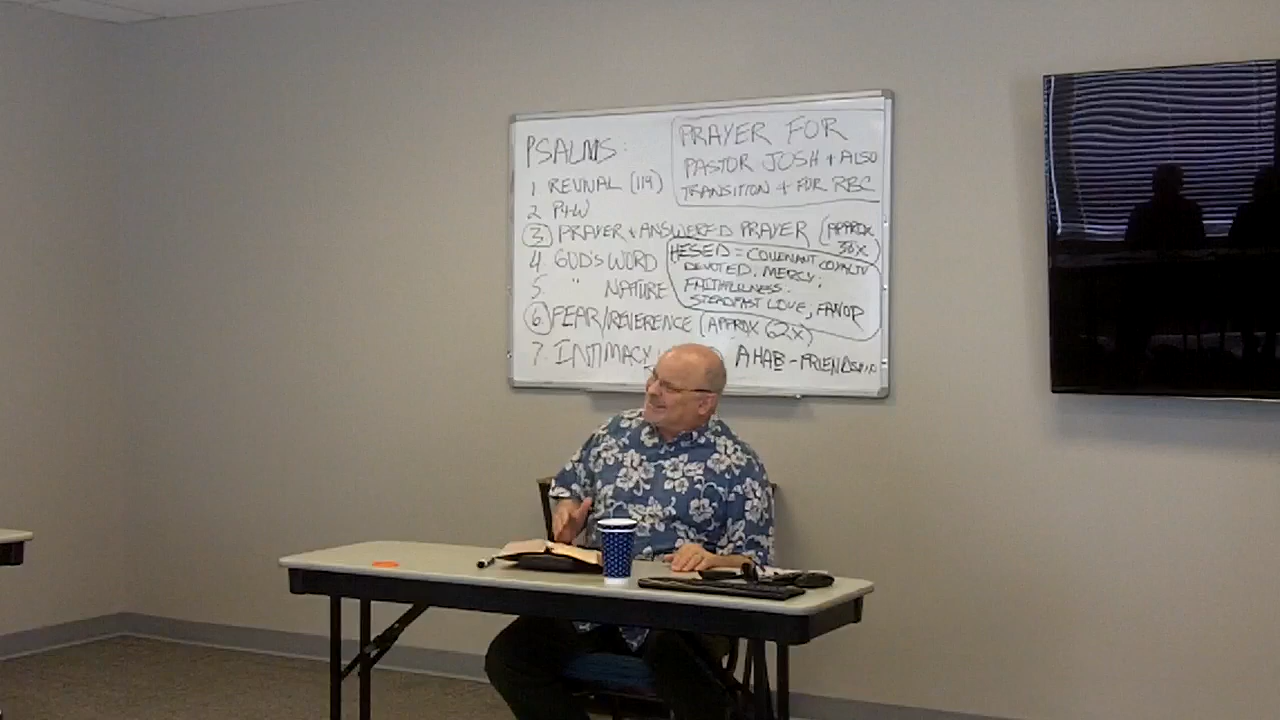 PSALMS:
1 REVIVAL (119)
2 P+W
3 PRAYER + ANSWERED PRAYER (APPROX
36X)
4 GOD'S WORD
5. " NATURE
6 FEAR/REVERENCE (APPROX 62X)
7. INTIMACY AHAB - FRIENDSHIP
PRAYER FOR
PASTOR JOSH + ALSO
TRANSITION + FOR RBC
HESED = COVENANT LOYALTY
DEVOTED, MERCY;
FAITHFULNESS.
STEADFAST LOVE, FAVOR